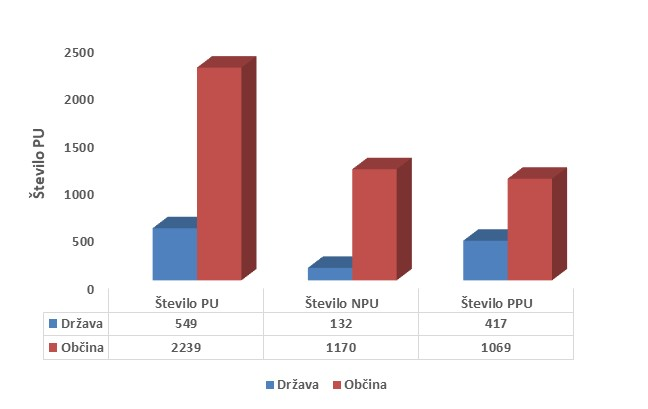 2500
2000
1500
1000
500
0
Število PU
Število PU Število NPU Število PPU
Država 549 132 417
Občina 2239 1170 1069
Država Občina